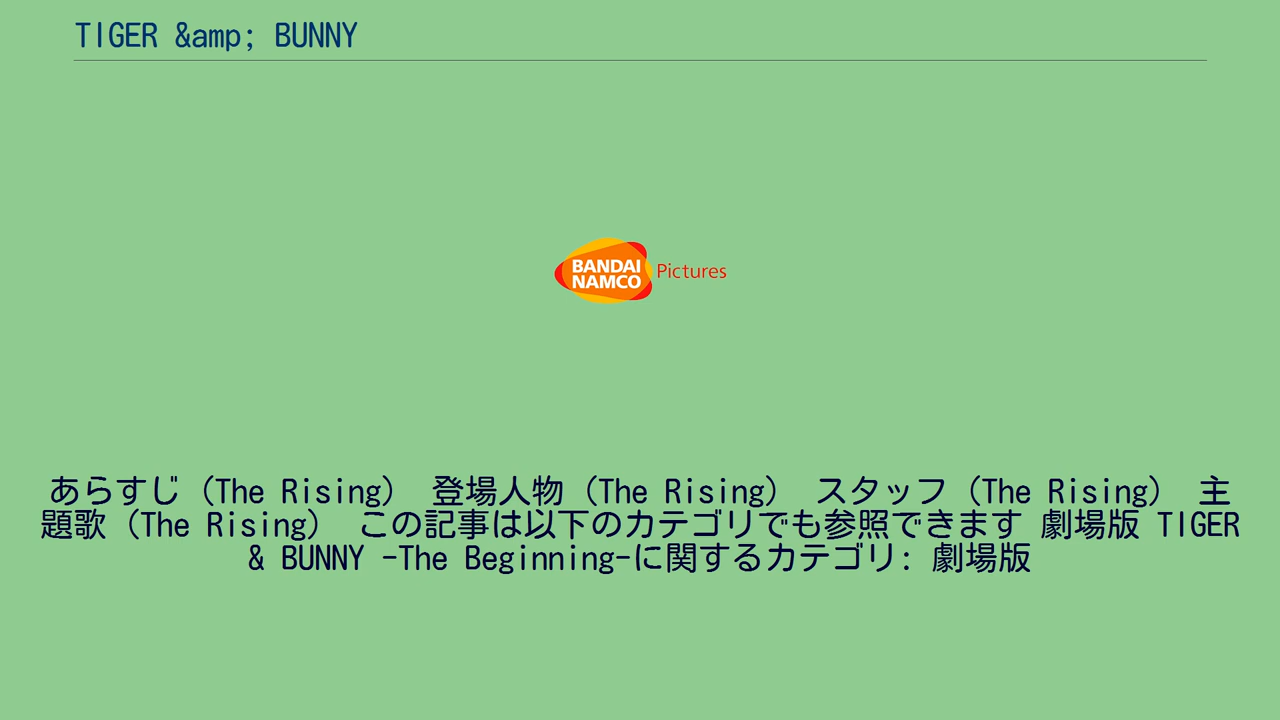 TIGER &amp; BUNNY
BANDAI
NAMCO
Pictures
あらすじ（The Rising） 登場人物（The Rising） スタッフ（The Rising） 主
題歌（The Rising） この記事は以下のカテゴリでも参照できます 劇場版 TIGER
& BUNNY -The Beginning-に関するカテゴリ: 劇場版